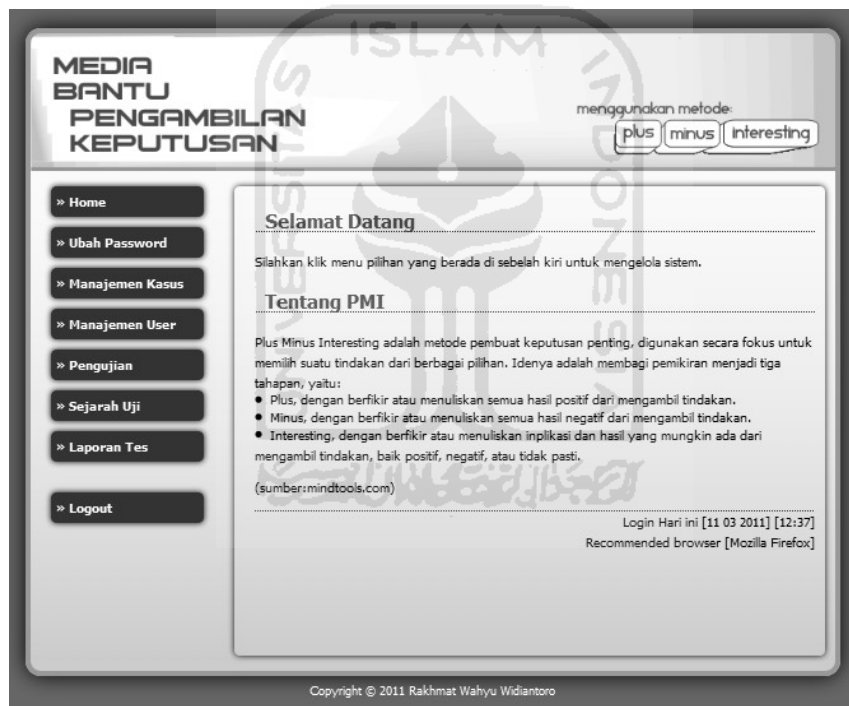 MEDIA
BANTU
PENGAMBILAN
KEPUTUSAN
menggunakan metode:
plus minus interesting
» Home
» Ubah Password
» Manajemen Kasus
» Manajemen User
» Pengujian
» Sejarah Uji
» Laporan Tes
» Logout
Selamat Datang
Silahkan klik menu pilihan yang berada di sebelah kiri untuk mengelola sistem.
Tentang PMI
Plus Minus Interesting adalah metode pembuat keputusan penting, digunakan secara fokus untuk
memilih suatu tindakan dari berbagai pilihan. Idenya adalah membagi pemikiran menjadi tiga
tahapan, yaitu:
● Plus, dengan berfikir atau menuliskan semua hasil positif dari mengambil tindakan.
● Minus, dengan berfikir atau menuliskan semua hasil negatif dari mengambil tindakan.
● Interesting, dengan berfikir atau menuliskan inplikasi dan hasil yang mungkin ada dari
mengambil tindakan, baik positif, negatif, atau tidak pasti.
(sumber:mindtools.com)
Login Hari ini [11 03 2011] [12:37]
Recommended browser [Mozilla Firefox]
Copyright © 2011 Rakhmat Wahyu Widiantoro
UNIVERSITAS
ISLAM
INDONESIA